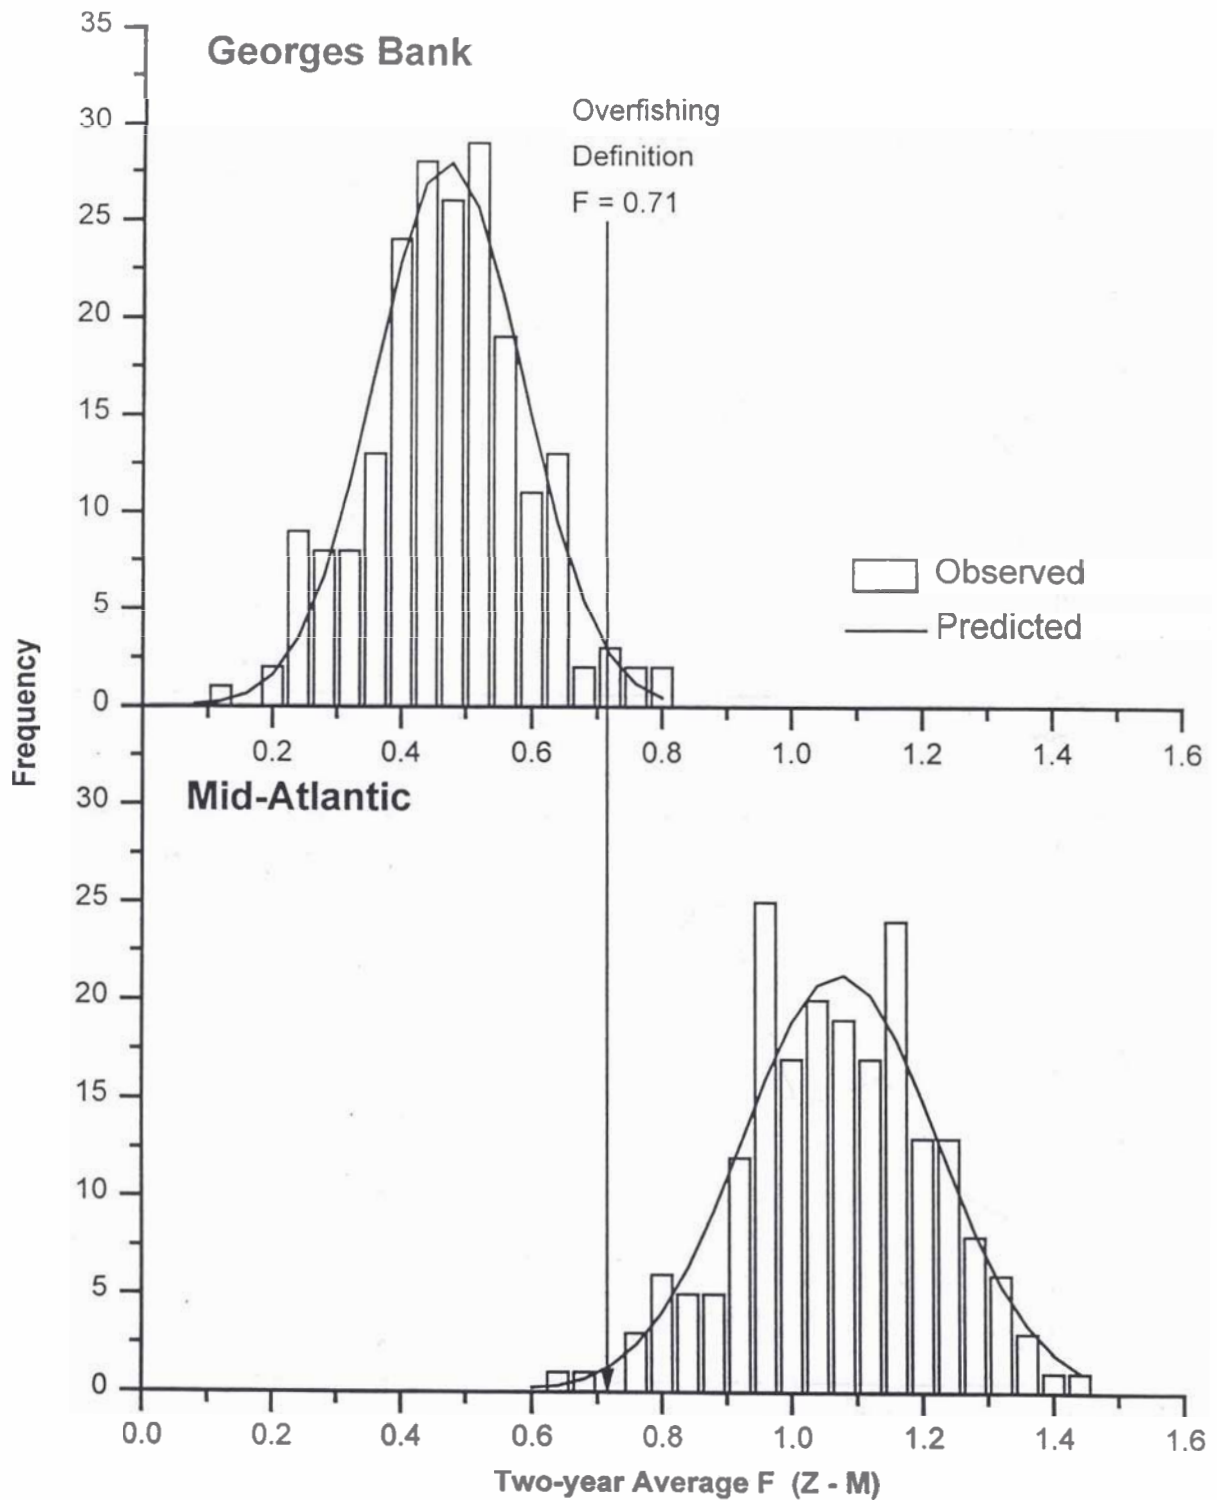 35
Georges Bank
Overfishing
Definition
F = 0.71
30
25
20
15
10
5
0
Observed
Predicted
0.2 0.4 0.6 0.8 1.0 1.2 1.4 1.6
Frequency
Mid-Atlantic
30
25
20
15
10
5
0
0.0 0.2 0.4 0.6 0.8 1.0 1.2 1.4 1.6
Two-year Average F (Z - M)